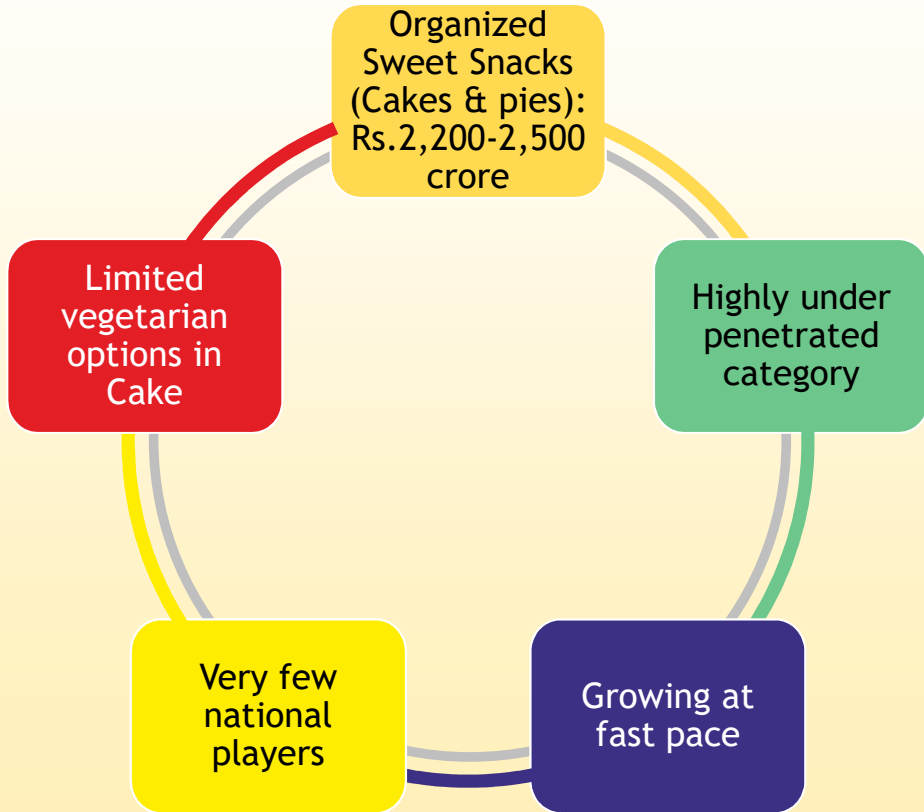 Organized
Sweet Snacks
(Cakes & pies):
Rs.2,200-2,500
crore
Highly under
penetrated
category
Growing at
fast pace
Very few
national
players
Limited
vegetarian
options in
Cake